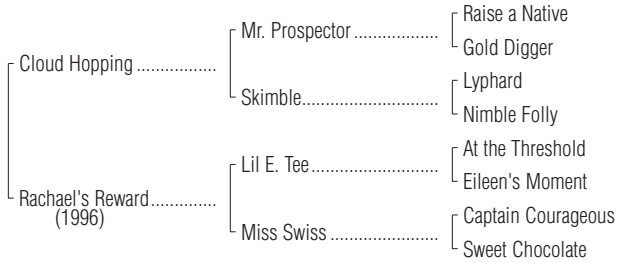 Raise a Native
Mr. Prospector ..................
Gold Digger
Cloud Hopping ................
Lyphard
Skimble.............................
Nimble Folly
At the Threshold
Lil E. Tee...........................
Eileen's Moment
Rachael's Reward..............
(1996)
Captain Courageous
Miss Swiss .......................
Sweet Chocolate